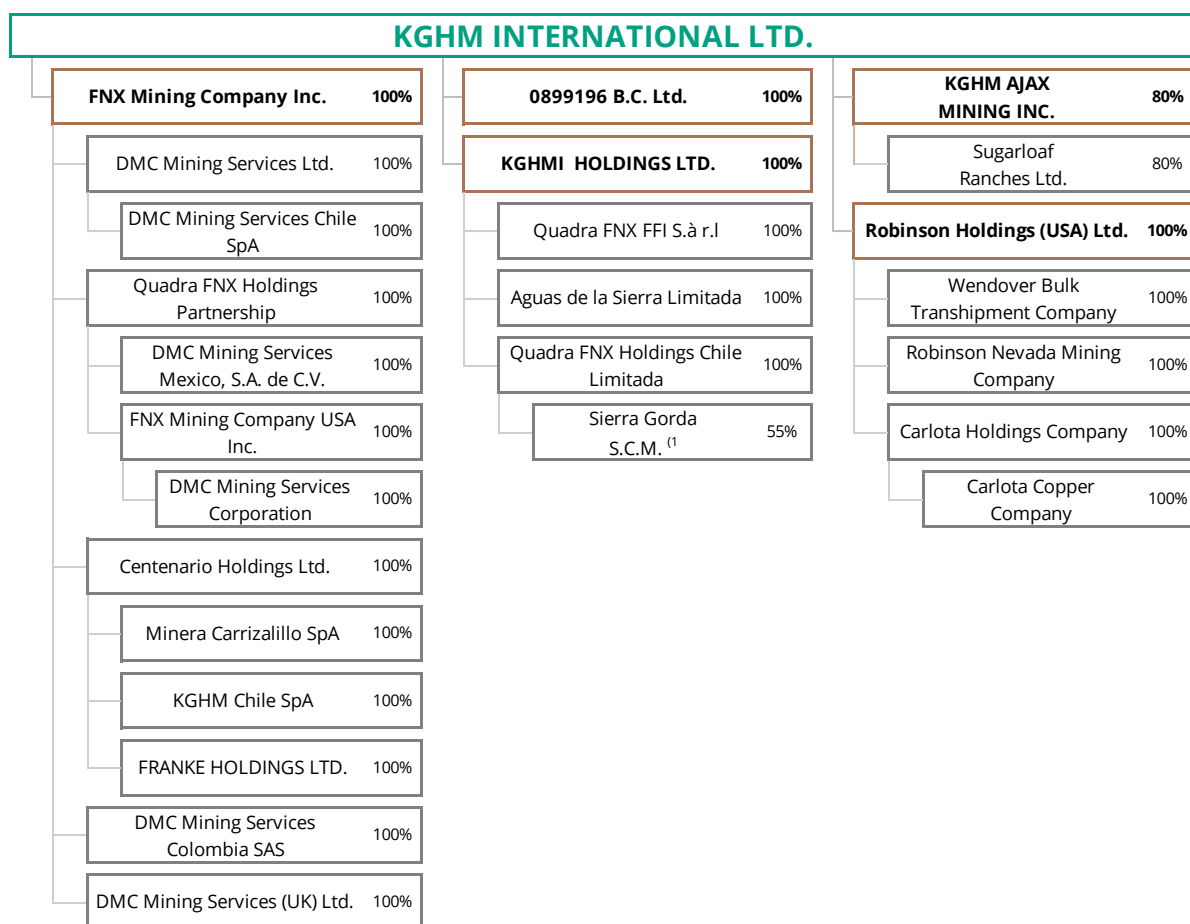 KGHM INTERNATIONAL LTD.
FNX Mining Company Inc. 100%
DMC Mining Services Ltd. 100%
DMC Mining Services Chile
SpA
100%
Quadra FNX Holdings
Partnership
100%
DMC Mining Services
Mexico, S.A. de C.V.
100%
FNX Mining Company USA
Inc.
100%
DMC Mining Services
Corporation
100%
Centenario Holdings Ltd. 100%
Minera Carrizalillo SpA 100%
KGHM Chile SpA 100%
FRANKE HOLDINGS LTD. 100%
DMC Mining Services
Colombia SAS
100%
DMC Mining Services (UK) Ltd. 100%
0899196 B.C. Ltd. 100%
KGHMI HOLDINGS LTD. 100%
Quadra FNX FFI S.à r.l 100%
Aguas de la Sierra Limitada 100%
Quadra FNX Holdings Chile
Limitada
100%
Sierra Gorda
S.C.M. (1
55%
KGHM AJAX
MINING INC.
80%
Sugarloaf
Ranches Ltd.
80%
Robinson Holdings (USA) Ltd. 100%
Wendover Bulk
Transhipment Company
100%
Robinson Nevada Mining
Company
100%
Carlota Holdings Company 100%
Carlota Copper
Company
100%